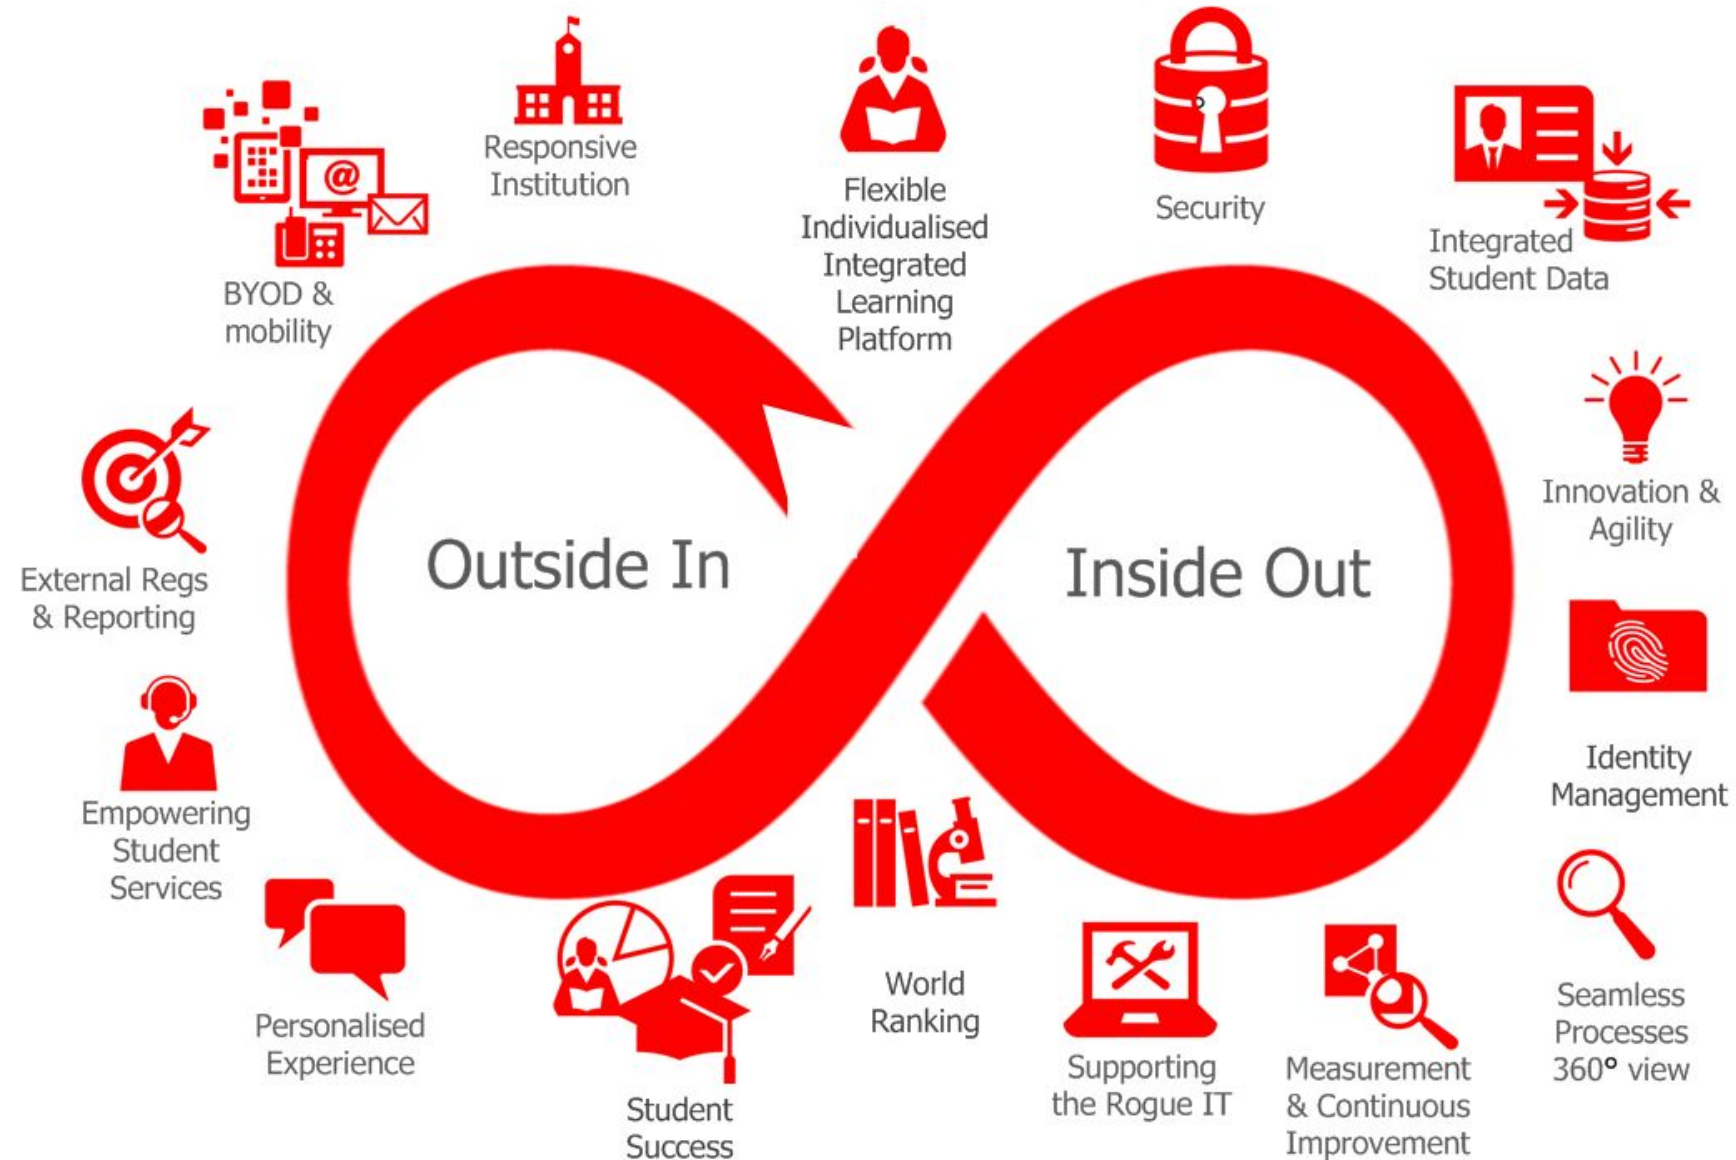 Responsive
Institution
Flexible
Individualised
Integrated
Learning
Platform
Security
Integrated
Student Data
@
BYOD &
mobility
Innovation &
Agility
External Regs
& Reporting
Outside In
Inside Out
Identity
Management
Empowering
Student
Services
Personalised
Experience
Student
Success
World
Ranking
Supporting
the Rogue IT
Measurement
& Continuous
Improvement
Seamless
Processes
360º view